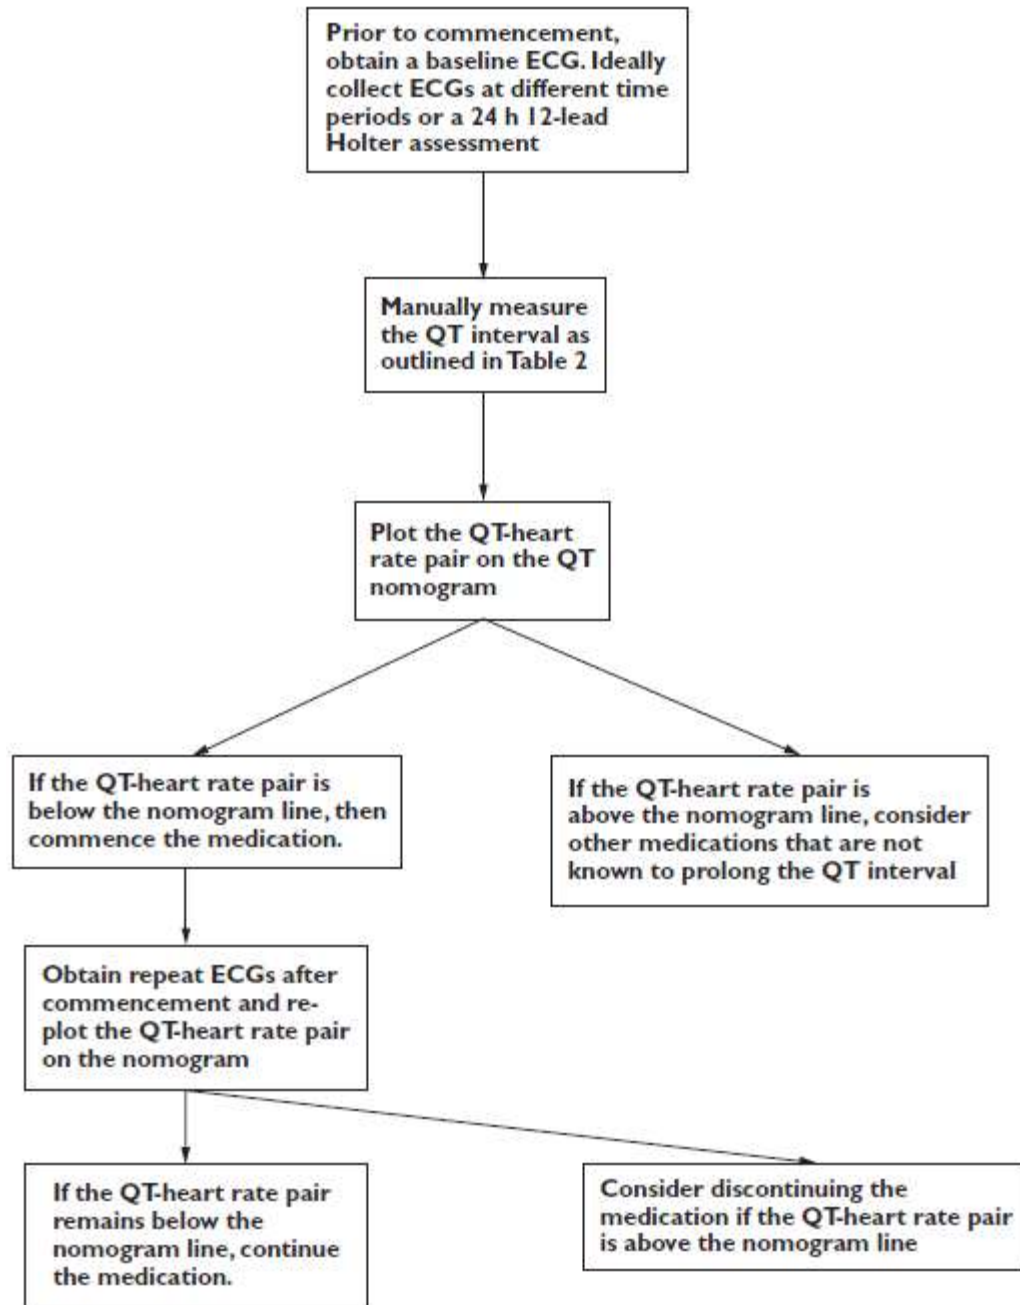 Prior to commencement,
obtain a baseline ECG. Ideally
collect ECGs at different time
periods or a 24 h 12-lead
Holter assessment
Manually measure
the QT interval as
outlined in Table 2
Plot the QT-heart
rate pair on the QT
nomogram
If the QT-heart rate pair is
below the nomogram line, then
commence the medication.
If the QT-heart rate pair is
above the nomogram line, consider
other medications that are not
known to prolong the QT interval
Obtain repeat ECGs after
commencement and re-
plot the QT-heart rate pair
on the nomogram
If the QT-heart rate pair
remains below the
nomogram line, continue
the medication.
Consider discontinuing the
medication if the QT-heart rate pair
is above the nomogram line